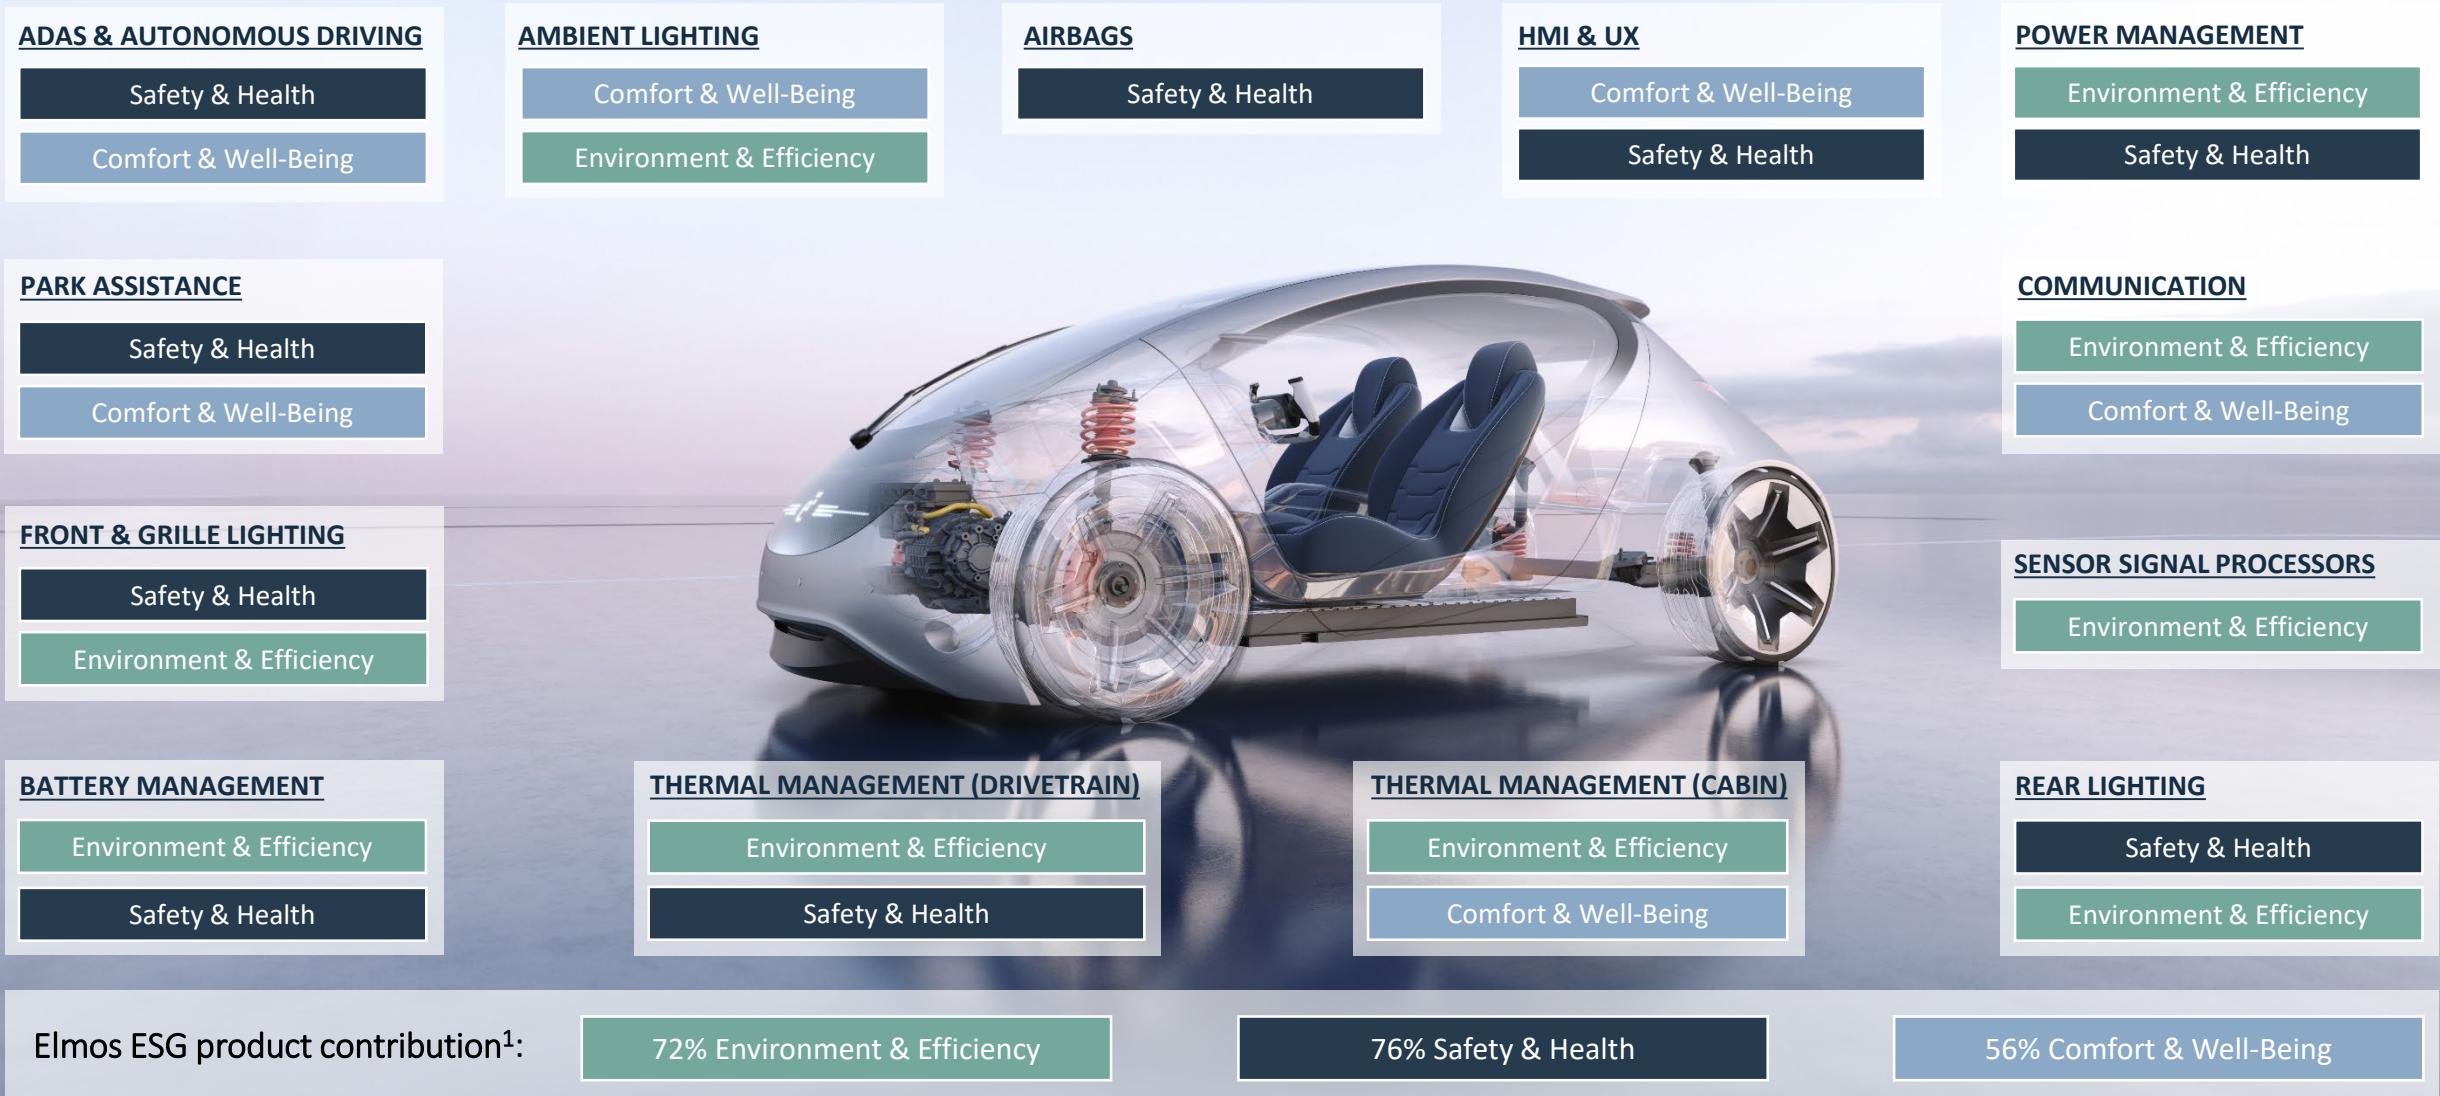 ADAS & AUTONOMOUS DRIVING
Safety & Health
Comfort & Well-Being
AMBIENT LIGHTING
Comfort & Well-Being
Environment & Efficiency
AIRBAGS
Safety & Health
HMI & UX
Comfort & Well-Being
Safety & Health
POWER MANAGEMENT
Environment & Efficiency
Safety & Health
PARK ASSISTANCE
Safety & Health
Comfort & Well-Being
COMMUNICATION
Environment & Efficiency
Comfort & Well-Being
FRONT & GRILLE LIGHTING
Safety & Health
Environment & Efficiency
SENSOR SIGNAL PROCESSORS
Environment & Efficiency
BATTERY MANAGEMENT
Environment & Efficiency
Safety & Health
THERMAL MANAGEMENT (DRIVETRAIN)
Environment & Efficiency
Safety & Health
THERMAL MANAGEMENT (CABIN)
Environment & Efficiency
Comfort & Well-Being
REAR LIGHTING
Safety & Health
Environment & Efficiency
Elmos ESG product contribution¹:
72% Environment & Efficiency
76% Safety & Health
56% Comfort & Well-Being